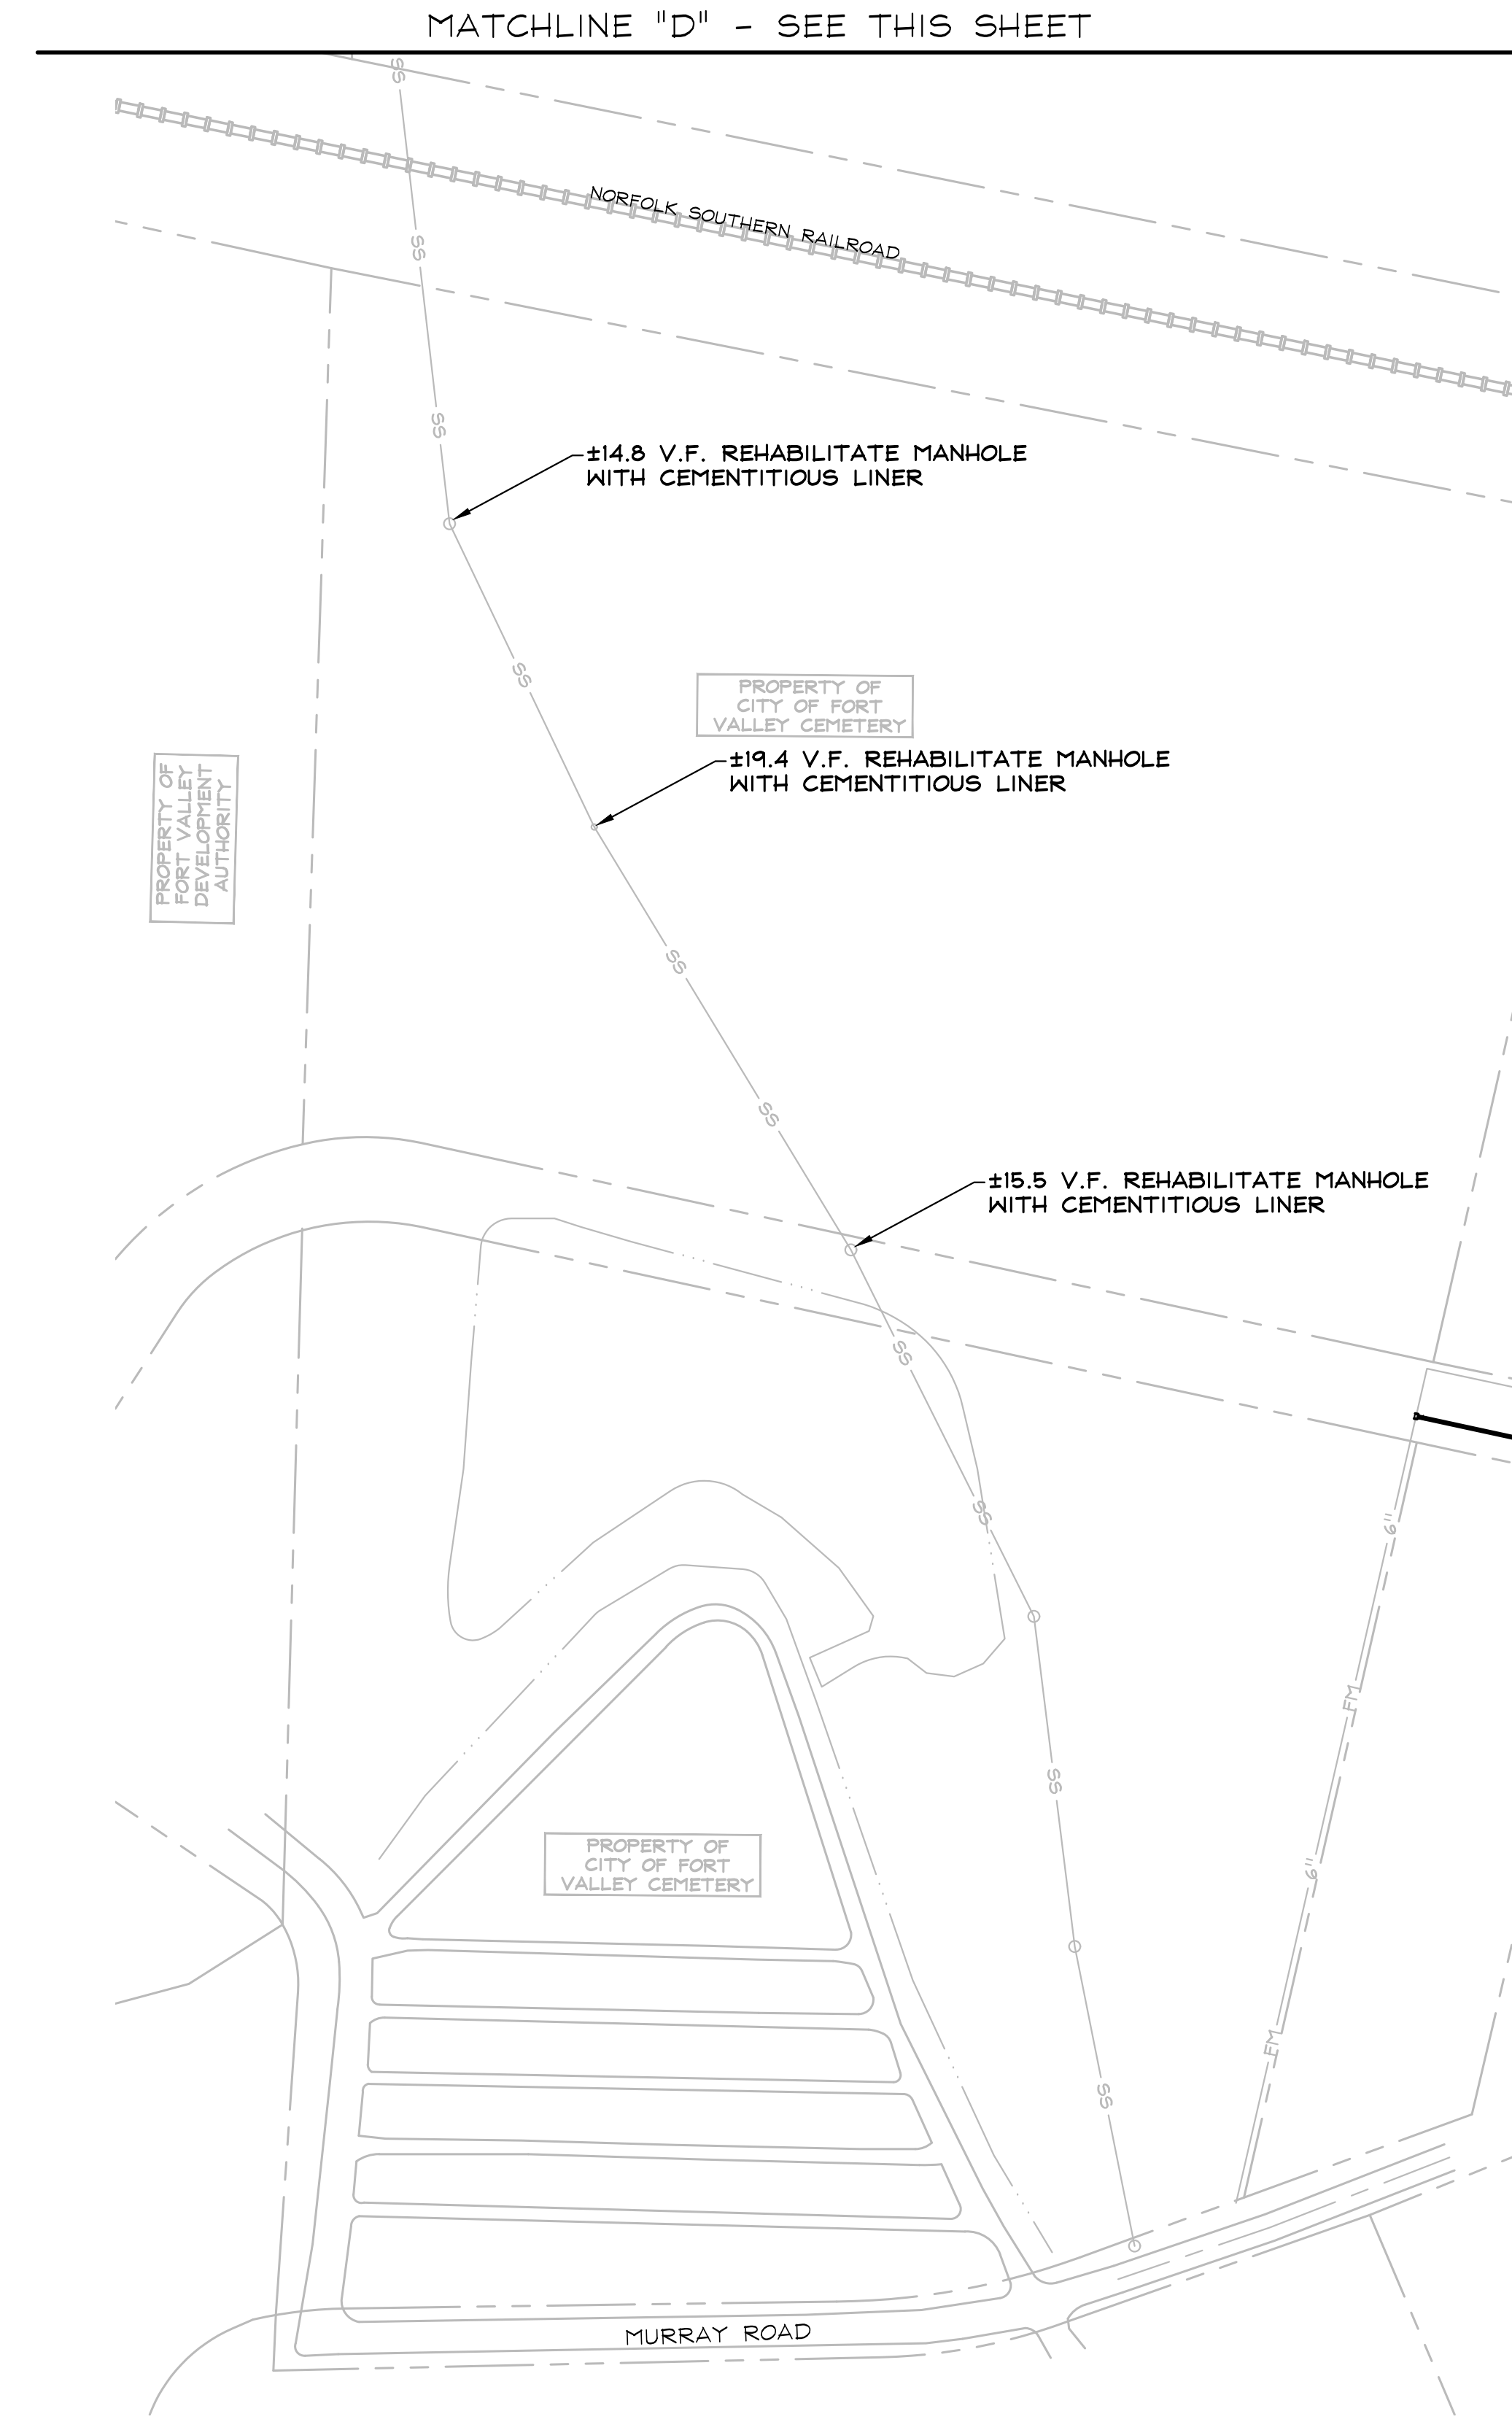 MATCHLINE "D" - SEE THIS SHEET
SS
NORFOLK SOUTHERN RAILROAD
SS
SS
±14.8 V.F. REHABILITATE MANHOLE
WITH CEMENTITIOUS LINER
SS
PROPERTY OF
CITY OF FORT
VALLEY CEMETERY
±19.4 V.F. REHABILITATE MANHOLE
WITH CEMENTITIOUS LINER
PROPERTY OF
FORT VALLEY
DEVELOPMENT
AUTHORITY
SS
SS
±15.5 V.F. REHABILITATE MANHOLE
WITH CEMENTITIOUS LINER
SS
SS
6"
FM
SS
PROPERTY OF
CITY OF FORT
VALLEY CEMETERY
6"
FM
SS
MURRAY ROAD